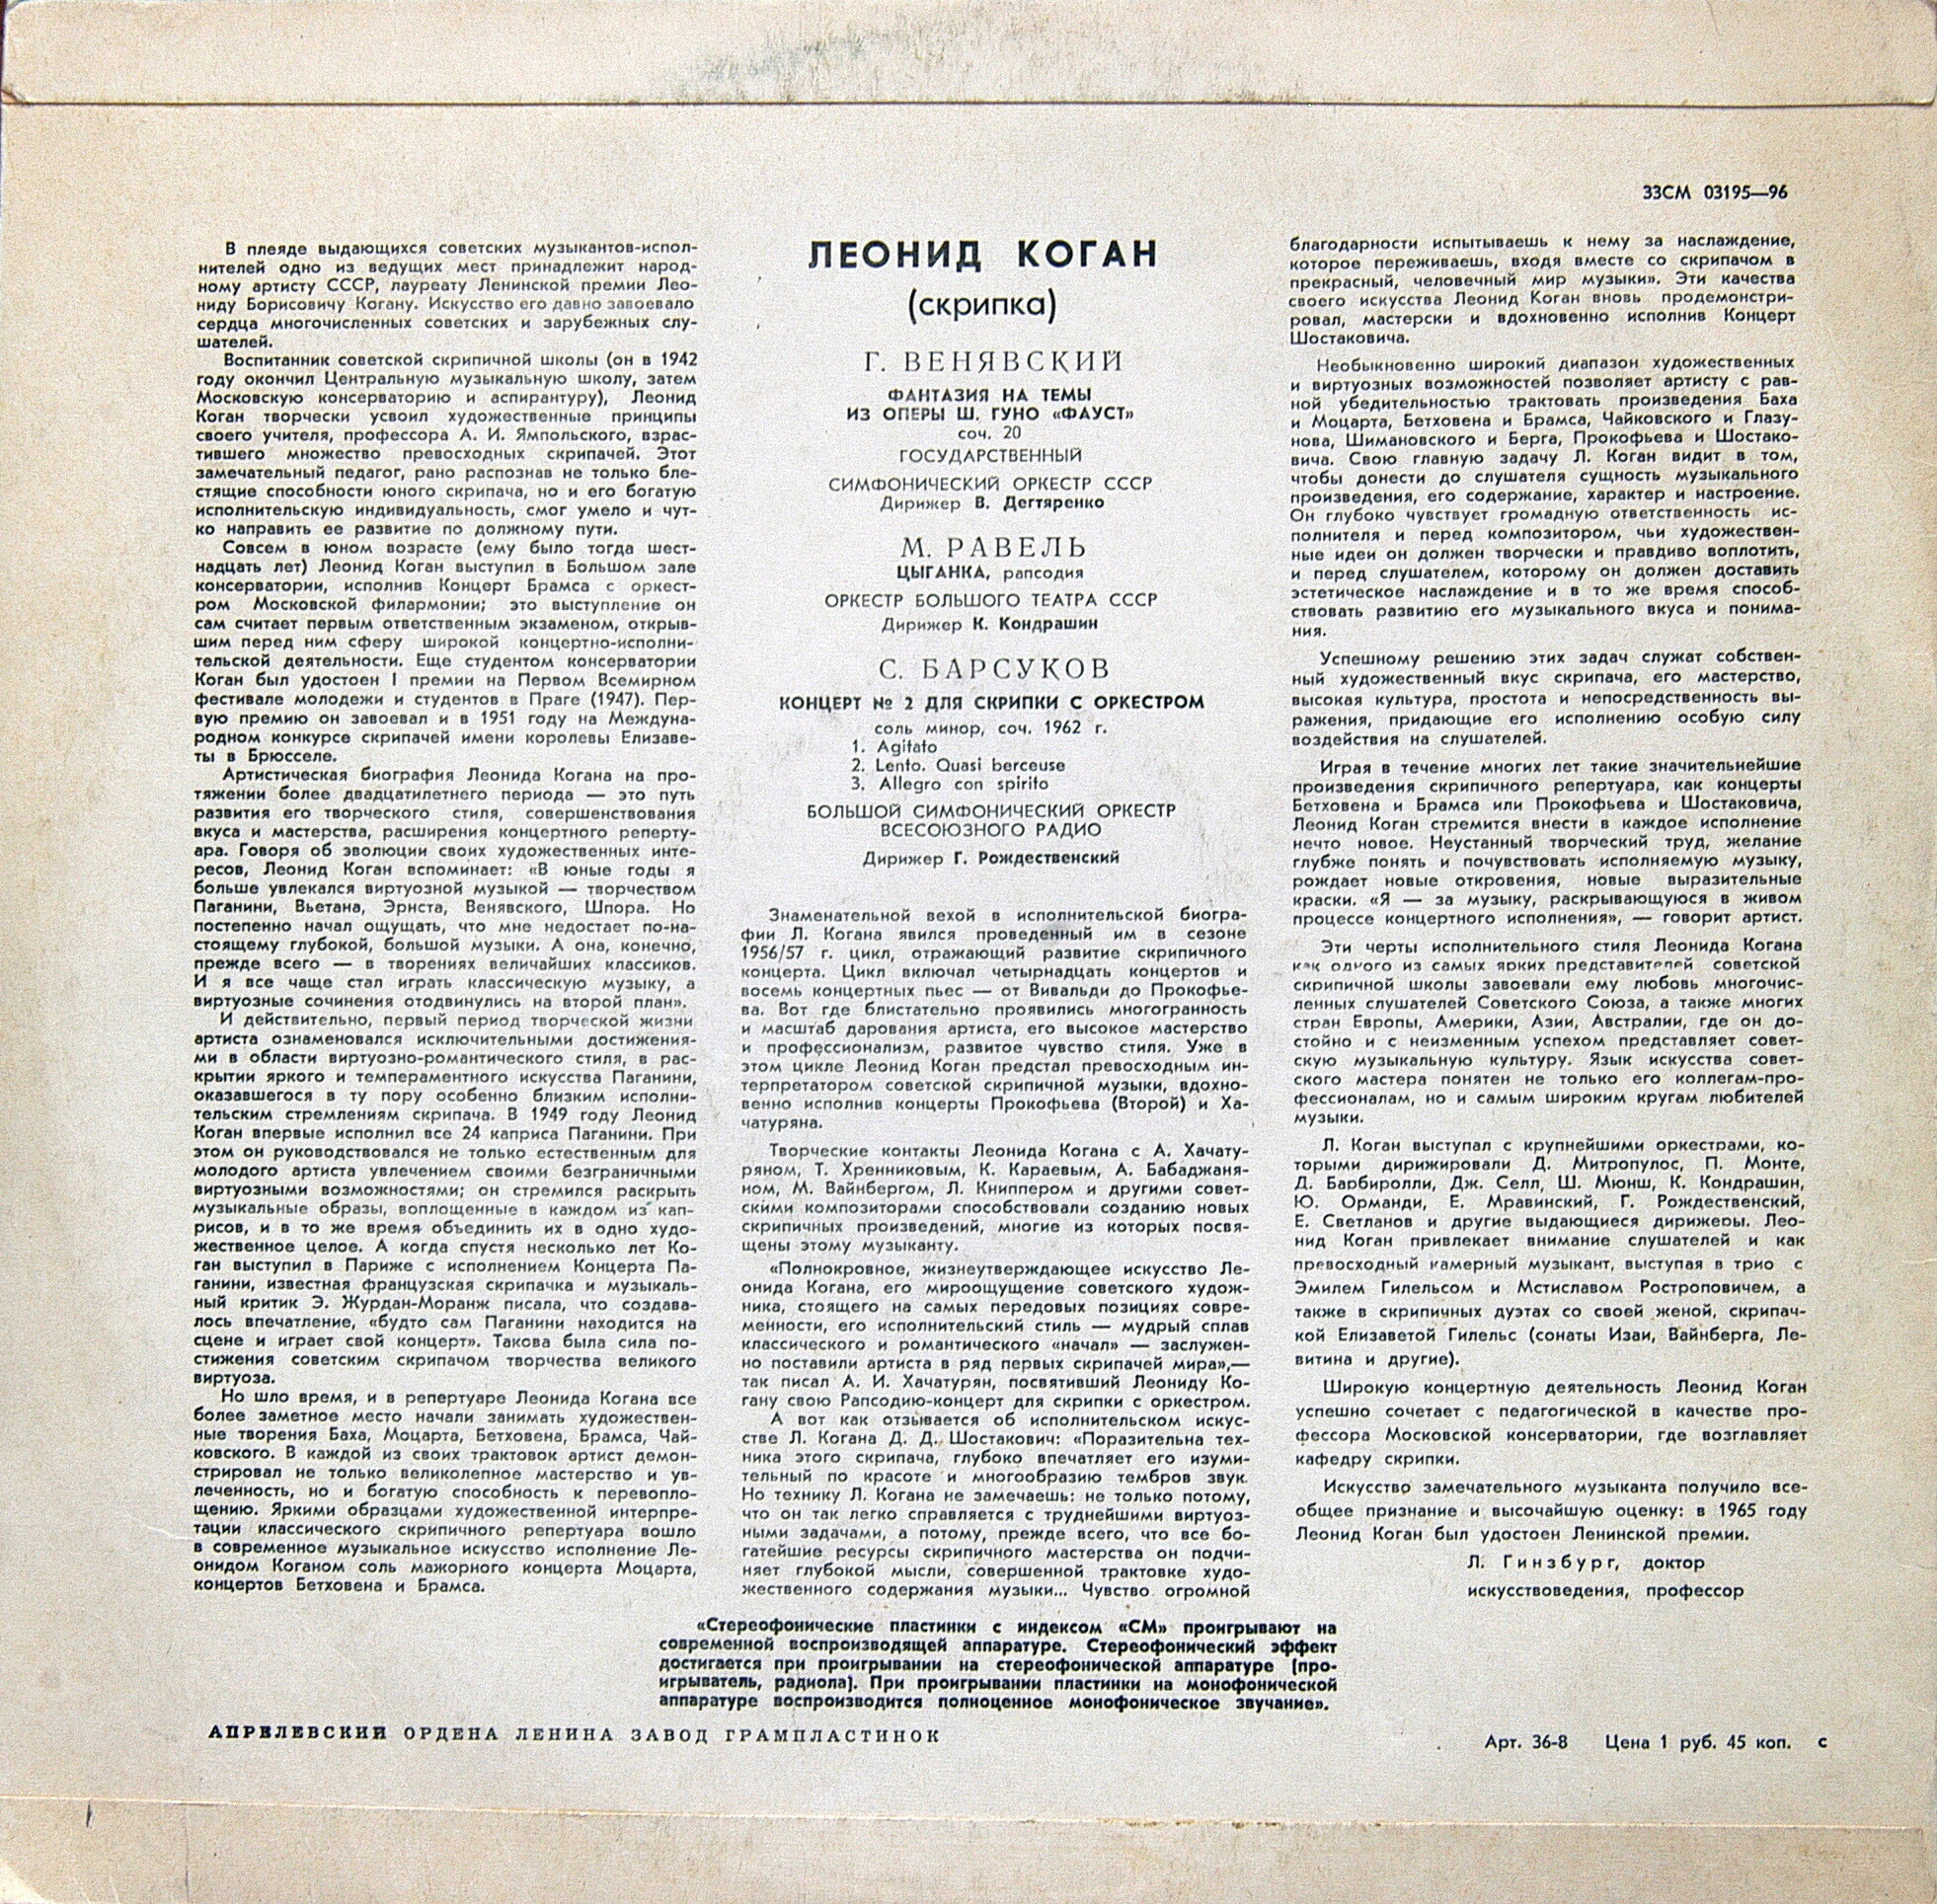 33СМ 03195—96
В плеяде выдающихся советских музыкантов-испол-
нителей одно из ведущих мест принадлежит народ-
ному артисту СССР, лауреату Ленинской премии Лео-
ниду Борисовичу Когану. Искусство его давно завоевало
сердца многочисленных советских и зарубежных слу-
шателей.
Воспитанник советской скрипичной школы (он в 1942
году окончил Центральную музыкальную школу, затем
Московскую консерваторию и аспирантуру), Леонид
Коган творчески усвоил художественные принципы
своего учителя, профессора А. И. Ямпольского, взрас-
тившего множество превосходных скрипачей. Этот
замечательный педагог, рано распознав не только бле-
стящие способности юного скрипача, но и его богатую
исполнительскую индивидуальность, смог умело и чут-
ко направить ее развитие по должному пути.
Совсем в юном возрасте (ему было тогда шест-
надцать лет) Леонид Коган выступил в Большом зале
консерватории, исполнив Концерт Брамса с оркест-
ром Московской филармонии; это выступление он
сам считает первым ответственным экзаменом, открыв-
шим перед ним сферу широкой концертно-исполни-
тельской деятельности. Еще студентом консерватории
Коган был удостоен I премии на Первом Всемирном
фестивале молодежи и студентов в Праге (1947). Пер-
вую премию он завоевал и в 1951 году на Междуна-
родном конкурсе скрипачей имени королевы Елизаве-
ты в Брюсселе.
Артистическая биография Леонида Когана на про-
тяжении более двадцатилетнего периода — это путь
развития его творческого стиля, совершенствования
вкуса и мастерства, расширения концертного реперту-
ара. Говоря об эволюции своих художественных инте-
ресов, Леонид Коган вспоминает: «В юные годы я
больше увлекался виртуозной музыкой — творчеством
Паганини, Вьетана, Эрнста, Венявского, Шпора. Но
постепенно начал ощущать, что мне недостает по-на-
стоящему глубокой, большой музыки. А она, конечно,
прежде всего — в творениях величайших классиков.
И я все чаще стал играть классическую музыку, а
виртуозные сочинения отодвинулись на второй план».
И действительно, первый период творческой жизни
артиста ознаменовался исключительными достижения-
ми в области виртуозно-романтического стиля, в рас-
крытии яркого и темпераментного искусства Паганини,
оказавшегося в ту пору особенно близким исполни-
тельским стремлениям скрипача. В 1949 году Леонид
Коган впервые исполнил все 24 каприса Паганини. При
этом он руководствовался не только естественным для
молодого артиста увлечением своими безграничными
виртуозными возможностями; он стремился раскрыть
музыкальные образы, воплощенные в каждом из кап-
рисов, и в то же время объединить их в одно худо-
жественное целое. А когда спустя несколько лет Ко-
ган выступил в Париже с исполнением Концерта Па-
ганини, известная французская скрипачка и музыкаль-
ный критик Э. Журдан-Моранж писала, что создава-
лось впечатление, «будто сам Паганини находится на
сцене и играет свой концерт». Такова была сила по-
стижения советским скрипачом творчества великого
виртуоза.
Но шло время, и в репертуаре Леонида Когана все
более заметное место начали занимать художествен-
ные творения Баха, Моцарта, Бетховена, Брамса, Чай-
ковского. В каждой из своих трактовок артист демон-
стрировал не только великолепное мастерство и ув-
леченность, но и богатую способность к перевопло-
щению. Яркими образцами художественной интерпре-
тации классического скрипичного репертуара вошло
в современное музыкальное искусство исполнение Ле-
онидом Коганом соль мажорного концерта Моцарта,
концертов Бетховена и Брамса.
ЛЕОНИД КОГАН
(скрипка)
Г. ВЕНЯВСКИЙ
ФАНТАЗИЯ НА ТЕМЫ
ИЗ ОПЕРЫ Ш. ГУНО «ФАУСТ»
соч. 20
ГОСУДАРСТВЕННЫЙ
СИМФОНИЧЕСКИЙ ОРКЕСТР СССР
Дирижер В. Дегтяренко
М. РАВЕЛЬ
ЦЫГАНКА, рапсодия
ОРКЕСТР БОЛЬШОГО ТЕАТРА СССР
Дирижер К. Кондрашин
С. БАРСУКОВ
КОНЦЕРТ № 2 ДЛЯ СКРИПКИ С ОРКЕСТРОМ
соль минор, соч. 1962 г.
1. Agitato
2. Lento. Quasi berceuse
3. Allegro con spirito
БОЛЬШОЙ СИМФОНИЧЕСКИЙ ОРКЕСТР
ВСЕСОЮЗНОГО РАДИО
Дирижер Г. Рождественский
Знаменательной вехой в исполнительской биогра-
фии Л. Когана явился проведенный им в сезоне
1956/57 г. цикл, отражающий развитие скрипичного
концерта. Цикл включал четырнадцать концертов и
восемь концертных пьес — от Вивальди до Прокофье-
ва. Вот где блистательно проявились многогранность
и масштаб дарования артиста, его высокое мастерство
и профессионализм, развитое чувство стиля. Уже в
этом цикле Леонид Коган предстал превосходным ин-
терпретатором советской скрипичной музыки, вдохно-
венно исполнив концерты Прокофьева (Второй) и Ха-
чатуряна.
Творческие контакты Леонида Когана с А. Хачату-
ряном, Т. Хренниковым, К. Караевым, А. Бабаджаня-
ном, М. Вайнбергом, Л. Книппером и другими совет-
скими композиторами способствовали созданию новых
скрипичных произведений, многие из которых посвя-
щены этому музыканту.
«Полнокровное, жизнеутверждающее искусство Ле-
онида Когана, его мироощущение советского худож-
ника, стоящего на самых передовых позициях совре-
менности, его исполнительский стиль — мудрый сплав
классического и романтического «начал» — заслужен-
но поставили артиста в ряд первых скрипачей мира»,—
так писал А. И. Хачатурян, посвятивший Леониду Ко-
гану свою Рапсодию-концерт для скрипки с оркестром.
А вот как отзывается об исполнительском искус-
стве Л. Когана Д. Д. Шостакович: «Поразительна тех-
ника этого скрипача, глубоко впечатляет его изуми-
тельный по красоте и многообразию тембров звук.
Но технику Л. Когана не замечаешь: не только потому,
что он так легко справляется с труднейшими виртуоз-
ными задачами, а потому, прежде всего, что все бо-
гатейшие ресурсы скрипичного мастерства он подчи-
няет глубокой мысли, совершенной трактовке худо-
жественного содержания музыки... Чувство огромной
благодарности испытываешь к нему за наслаждение,
которое переживаешь, входя вместе со скрипачом в
прекрасный, человечный мир музыки». Эти качества
своего искусства Леонид Коган вновь продемонстри-
ровал, мастерски и вдохновенно исполнив Концерт
Шостаковича.
Необыкновенно широкий диапазон художественных
и виртуозных возможностей позволяет артисту с рав-
ной убедительностью трактовать произведения Баха
и Моцарта, Бетховена и Брамса, Чайковского и Глазу-
нова, Шимановского и Берга, Прокофьева и Шостако-
вича. Свою главную задачу Л. Коган видит в том,
чтобы донести до слушателя сущность музыкального
произведения, его содержание, характер и настроение.
Он глубоко чувствует громадную ответственность ис-
полнителя и перед композитором, чьи художествен-
ные идеи он должен творчески и правдиво воплотить,
и перед слушателем, которому он должен доставить
эстетическое наслаждение и в то же время способ-
ствовать развитию его музыкального вкуса и понима-
ния.
Успешному решению этих задач служат собствен-
ный художественный вкус скрипача, его мастерство,
высокая культура, простота и непосредственность вы-
ражения, придающие его исполнению особую силу
воздействия на слушателей.
Играя в течение многих лет такие значительнейшие
произведения скрипичного репертуара, как концерты
Бетховена и Брамса или Прокофьева и Шостаковича,
Леонид Коган стремится внести в каждое исполнение
нечто новое. Неустанный творческий труд, желание
глубже понять и почувствовать исполняемую музыку,
рождает новые откровения, новые выразительные
краски. «Я — за музыку, раскрывающуюся в живом
процессе концертного исполнения», — говорит артист.
Эти черты исполнительного стиля Леонида Когана
как одного из самых ярких представителей советской
скрипичной школы завоевали ему любовь многочис-
ленных слушателей Советского Союза, а также многих
стран Европы, Америки, Азии, Австралии, где он до-
стойно и с неизменным успехом представляет совет-
скую музыкальную культуру. Язык искусства совет-
ского мастера понятен не только его коллегам-про-
фессионалам, но и самым широким кругам любителей
музыки.
Л. Коган выступал с крупнейшими оркестрами, ко-
торыми дирижировали Д. Митропулос, П. Монте,
Д. Барбиролли, Дж. Селл, Ш. Мюнш, К. Кондрашин,
Ю. Орманди, Е. Мравинский, Г. Рождественский,
Е. Светланов и другие выдающиеся дирижеры. Лео-
нид Коган привлекает внимание слушателей и как
превосходный камерный музыкант, выступая в трио с
Эмилем Гилельсом и Мстиславом Ростроповичем, а
также в скрипичных дуэтах со своей женой, скрипач-
кой Елизаветой Гилельс (сонаты Изаи, Вайнберга, Ле-
витина и другие).
Широкую концертную деятельность Леонид Коган
успешно сочетает с педагогической в качестве про-
фессора Московской консерватории, где возглавляет
кафедру скрипки.
Искусство замечательного музыканта получило все-
общее признание и высочайшую оценку: в 1965 году
Леонид Коган был удостоен Ленинской премии.
Л. Гинзбург, доктор
искусствоведения, профессор
«Стереофонические пластинки с индексом «СМ» проигрывают на
современной воспроизводящей аппаратуре. Стереофонический эффект
достигается при проигрывании на стереофонической аппаратуре (про-
игрыватель, радиола). При проигрывании пластинки на монофонической
аппаратуре воспроизводится полноценное монофоническое звучание».
АПРЕЛЕВСКИЙ ОРДЕНА ЛЕНИНА ЗАВОД ГРАМПЛАСТИНОК
Арт. 36-8 Цена 1 руб. 45 коп. с